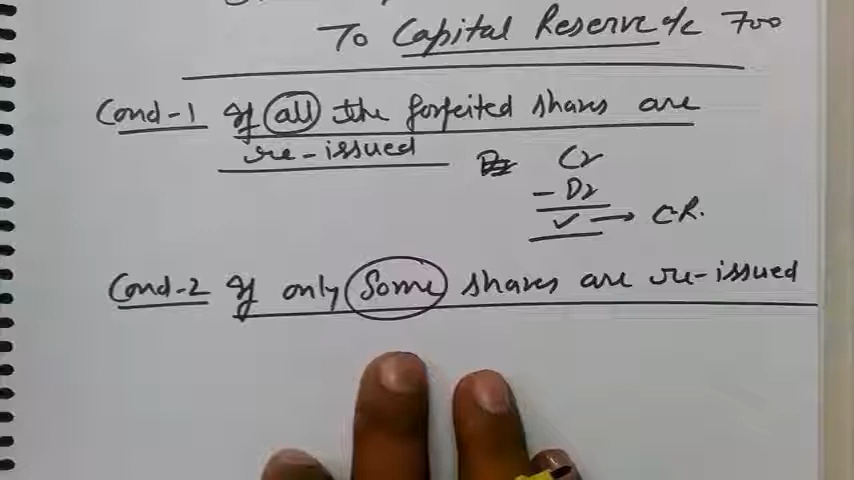 To Capital Reserve a/c 700
Cond-1 If all the forfeited shares are
re-issued
Cr
- Dr
✓ → C.R.
Cond-2 If only Some shares are re-issued